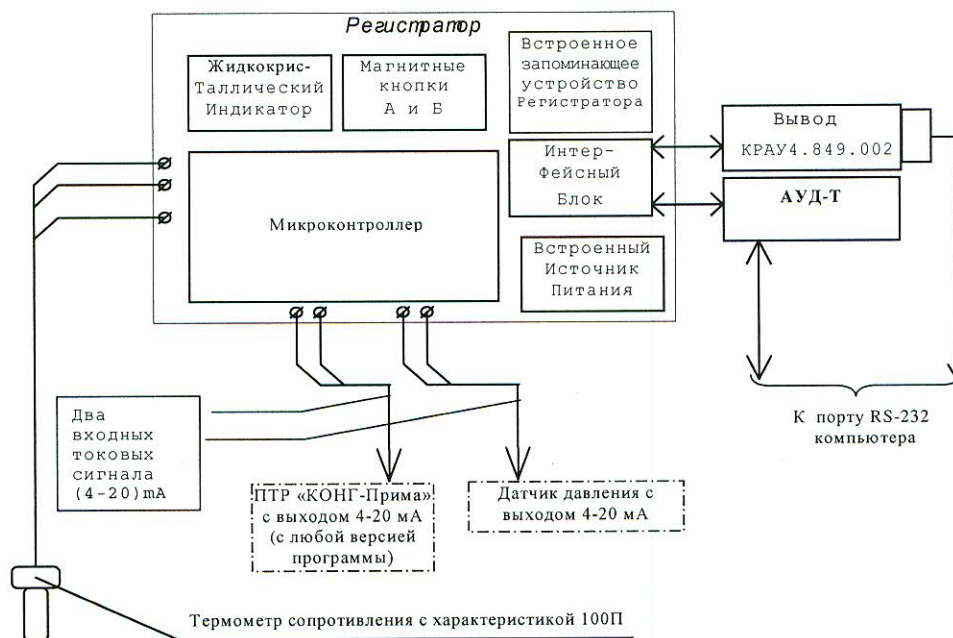 Регистратор
Жидкокрис-
Таллический
Индикатор
Магнитные
кнопки
А и Б
Встроенное
запоминающее
устройство
Регистратора
Интер-
Фейсный
Блок
Вывод
КРАУ4.849.002
АУД-Т
Микроконтроллер
Встроенный
Источник
Питания
К порту RS-232
компьютера
Два
входных
токовых
сигнала
(4-20)mA
ПТР «КОНГ-Прима»
с выходом 4-20 мА
(с любой версией
программы)
Датчик давления с
выходом 4-20 мА
Термометр сопротивления с характеристикой 100П